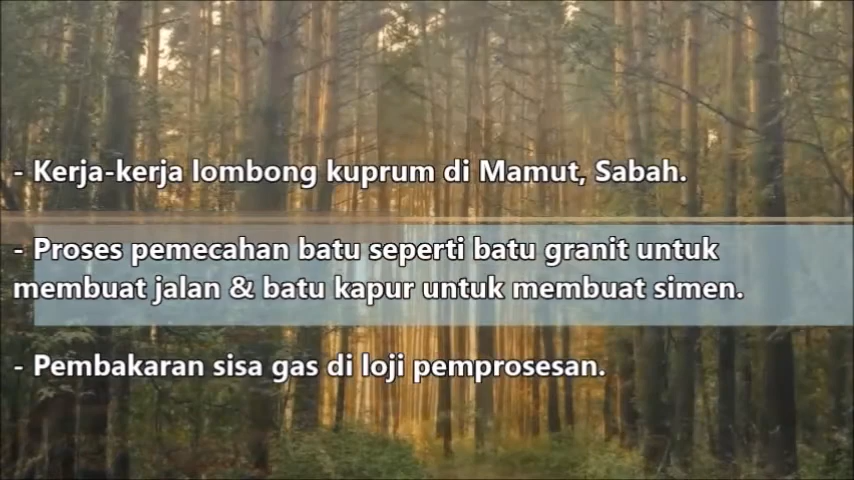 - Kerja-kerja lombong kuprum di Mamut, Sabah.
- Proses pemecahan batu seperti batu granit untuk
membuat jalan & batu kapur untuk membuat simen.
- Pembakaran sisa gas di loji pemprosesan.